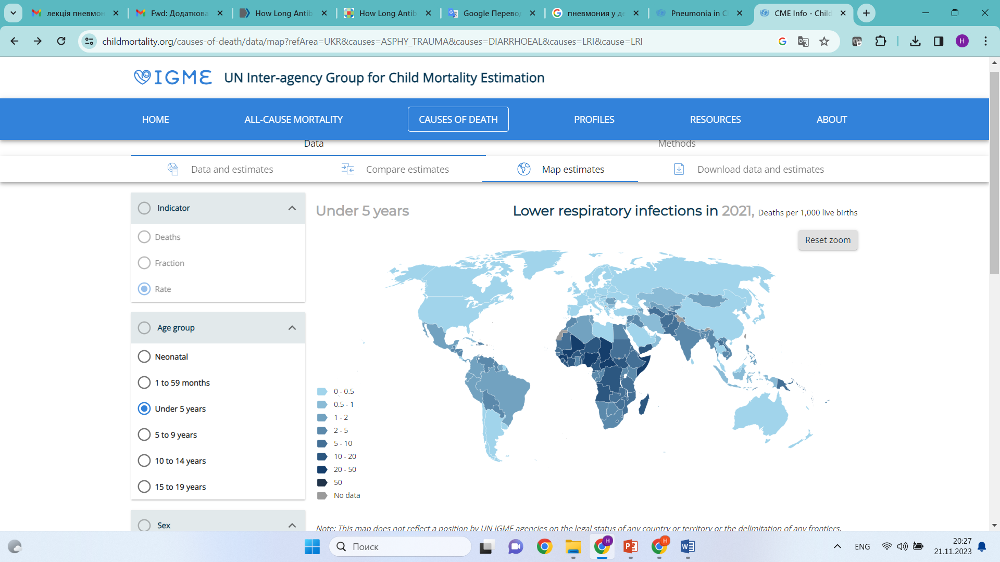 лекція пневмон
Fwd: Додаткова
How Long Antib
How Long Antib
Google Перево
пневмония у де
Pneumonia in C
CME Info - Child
childmortality.org/causes-of-death/data/map?refArea=UKR&causes=ASPHY_TRAUMA&causes=DIARRHOEAL&causes=LRI&cause=LRI
H
IGME UN Inter-agency Group for Child Mortality Estimation
HOME ALL-CAUSE MORTALITY CAUSES OF DEATH PROFILES RESOURCES ABOUT
Data Methods
Data and estimates Compare estimates Map estimates Download data and estimates
Indicator
Deaths
Fraction
Rate
Age group
Neonatal
1 to 59 months
Under 5 years
5 to 9 years
10 to 14 years
15 to 19 years
Sex
Under 5 years Lower respiratory infections in 2021, Deaths per 1,000 live births
Reset zoom
0 - 0.5
0.5 - 1
1 - 2
2 - 5
5 - 10
10 - 20
20 - 50
50
No data
Note: This map does not reflect a position by UN IGME agencies on the legal status of any country or territory or the delimitation of any frontiers.
Поиск
H
H
ENG
20:27
21.11.2023